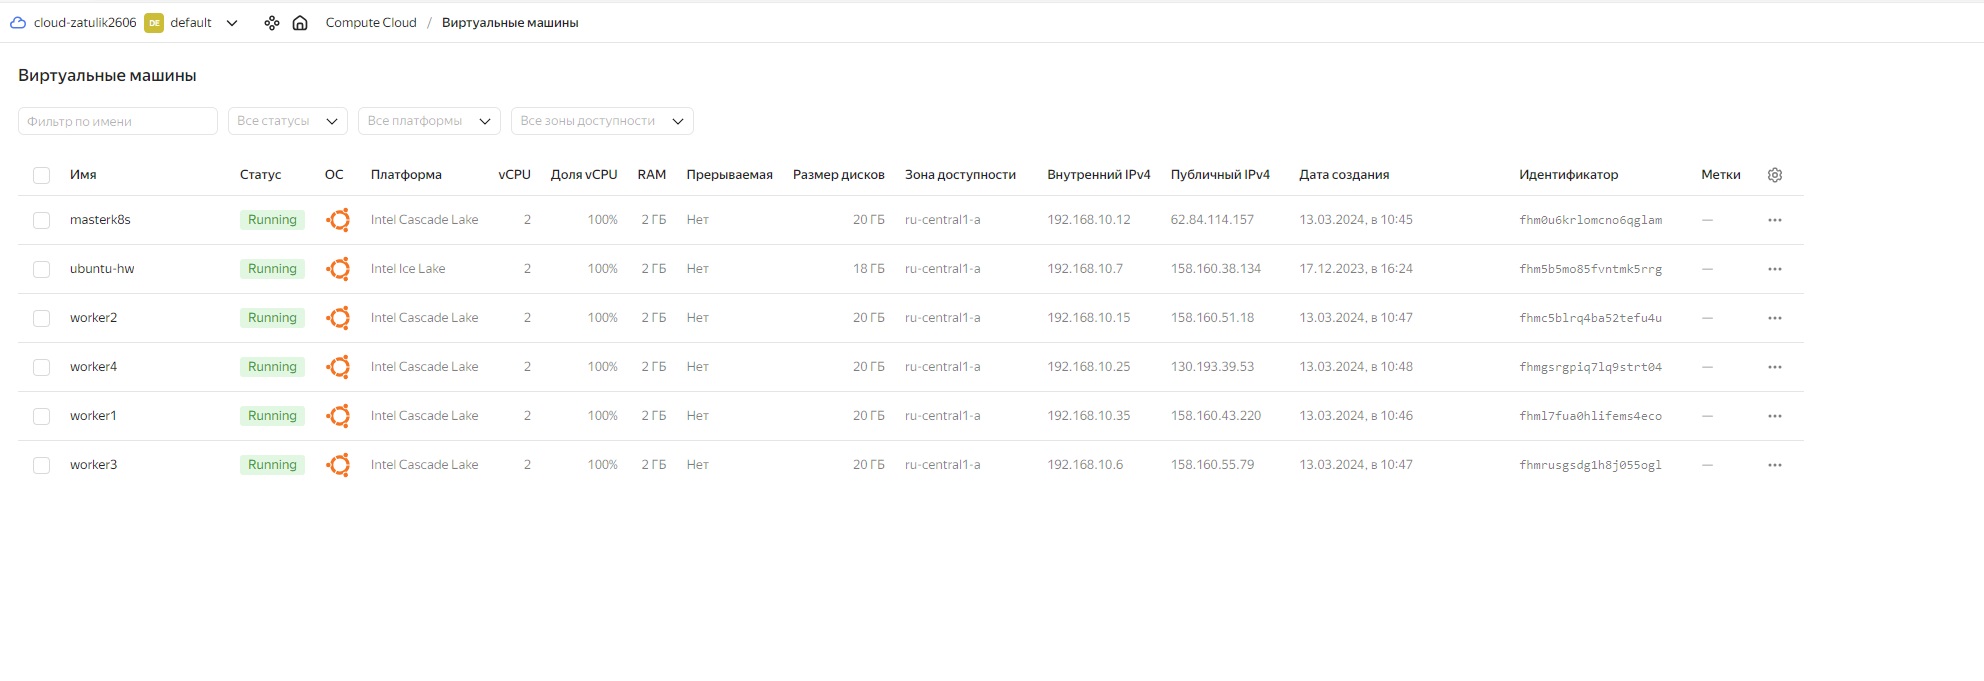 cloud-zatulik2606 DE default Compute Cloud / Виртуальные машины
Виртуальные машины
Фильтр по имени Все статусы Все платформы Все зоны доступности
Имя Статус ОС Платформа vCPU Доля vCPU RAM Прерываемая Размер дисков Зона доступности Внутренний IPv4 Публичный IPv4 Дата создания Идентификатор Метки
masterk8s Running Intel Cascade Lake 2 100% 2 ГБ Нет 20 ГБ ru-central1-a 192.168.10.12 62.84.114.157 13.03.2024, в 10:45 fhm0u6krlomcno6qglam —
ubuntu-hw Running Intel Ice Lake 2 100% 2 ГБ Нет 18 ГБ ru-central1-a 192.168.10.7 158.160.38.134 17.12.2023, в 16:24 fhm5b5mo85fvntmk5rrg —
worker2 Running Intel Cascade Lake 2 100% 2 ГБ Нет 20 ГБ ru-central1-a 192.168.10.15 158.160.51.18 13.03.2024, в 10:47 fhmc5blrq4ba52tefu4u —
worker4 Running Intel Cascade Lake 2 100% 2 ГБ Нет 20 ГБ ru-central1-a 192.168.10.25 130.193.39.53 13.03.2024, в 10:48 fhmgsrgpiq7lq9strt04 —
worker1 Running Intel Cascade Lake 2 100% 2 ГБ Нет 20 ГБ ru-central1-a 192.168.10.35 158.160.43.220 13.03.2024, в 10:46 fhml7fua0hlifems4eco —
worker3 Running Intel Cascade Lake 2 100% 2 ГБ Нет 20 ГБ ru-central1-a 192.168.10.6 158.160.55.79 13.03.2024, в 10:47 fhmrusgsdg1h8j055ogl —